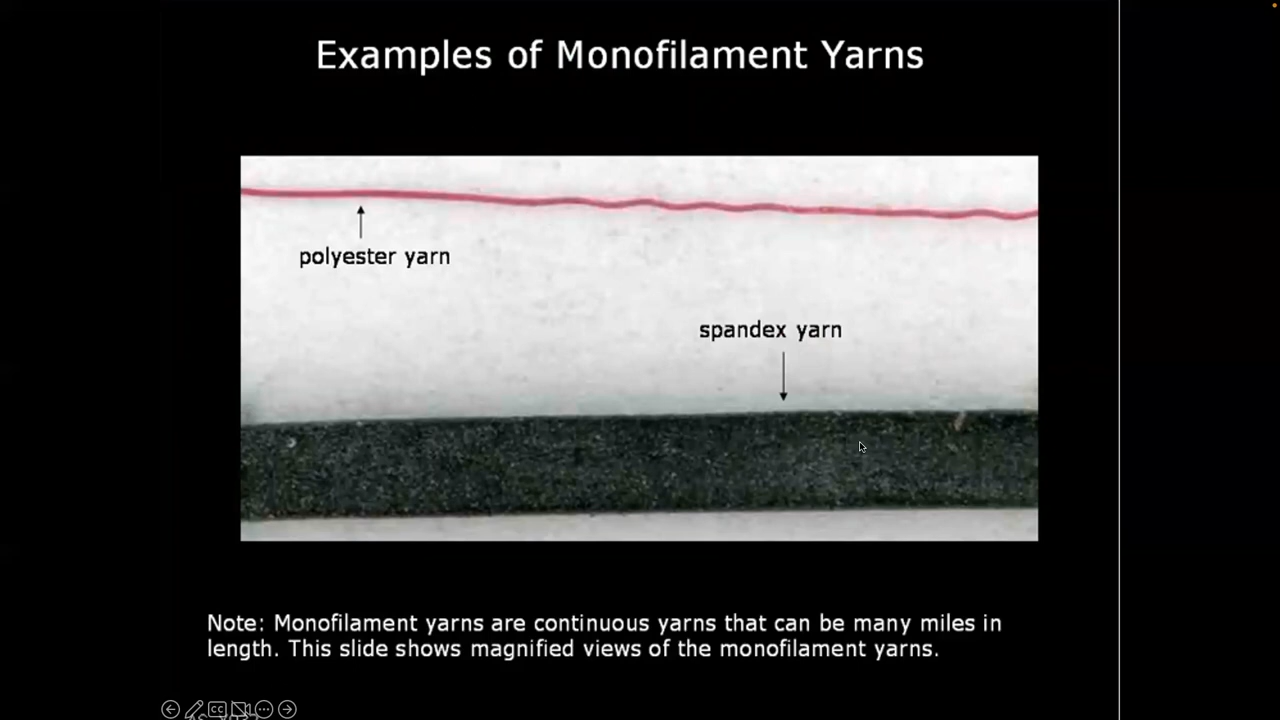 Examples of Monofilament Yarns
polyester yarn
spandex yarn
Note: Monofilament yarns are continuous yarns that can be many miles in
length. This slide shows magnified views of the monofilament yarns.
CC